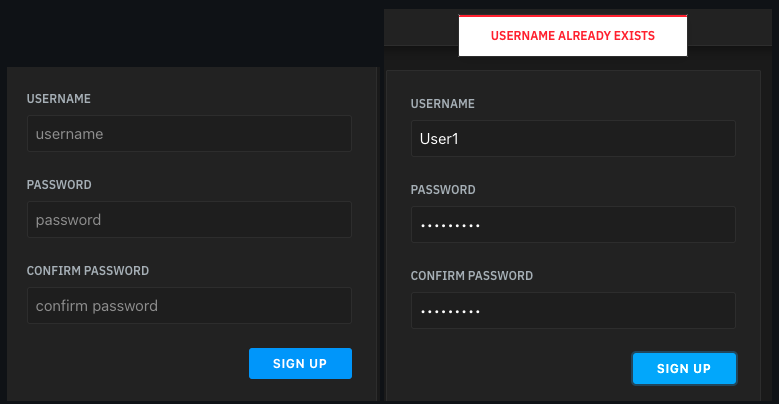 USERNAME
username
PASSWORD
password
CONFIRM PASSWORD
confirm password
SIGN UP
USERNAME ALREADY EXISTS
USERNAME
User1
PASSWORD
•••••••••
CONFIRM PASSWORD
•••••••••
SIGN UP